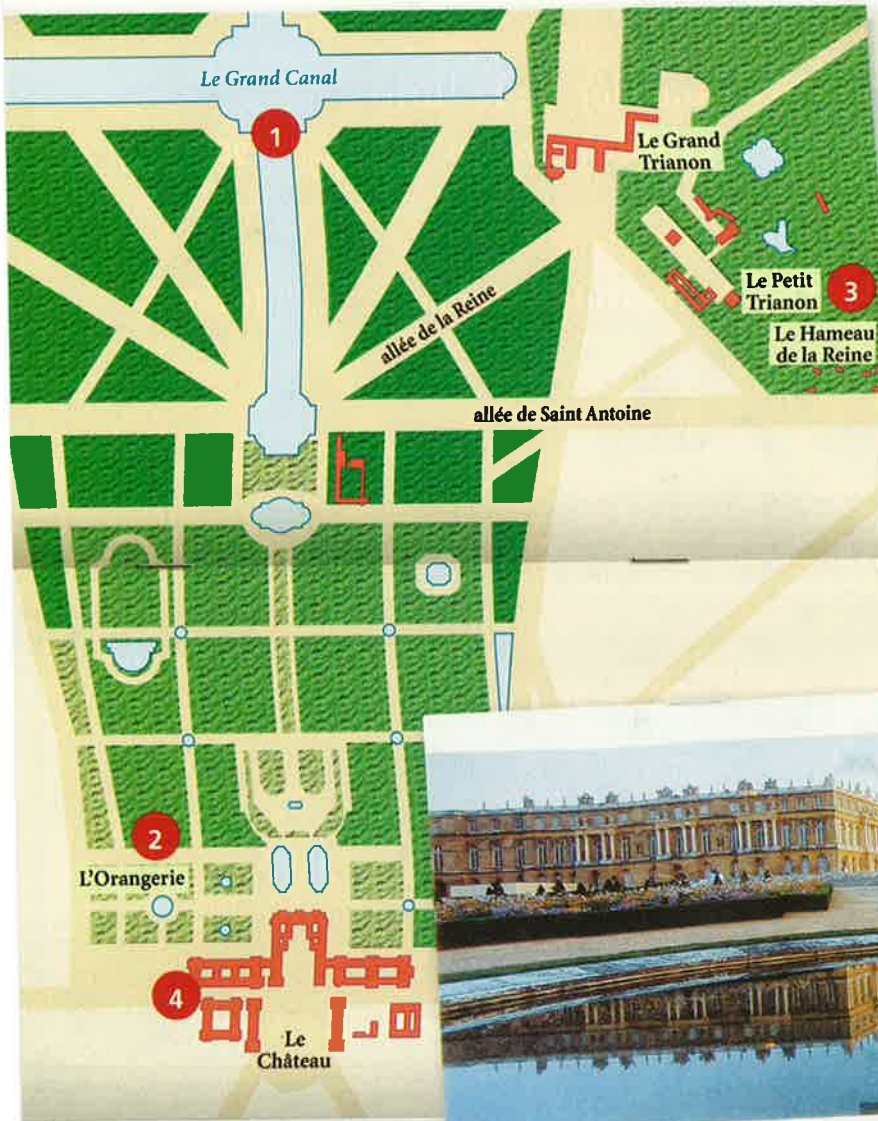 Le Grand Canal
1
Le Grand
Trianon
Le Petit
Trianon
3
Le Hameau
de la Reine
allée de la Reine
allée de Saint Antoine
2
L'Orangerie
4
Le
Château